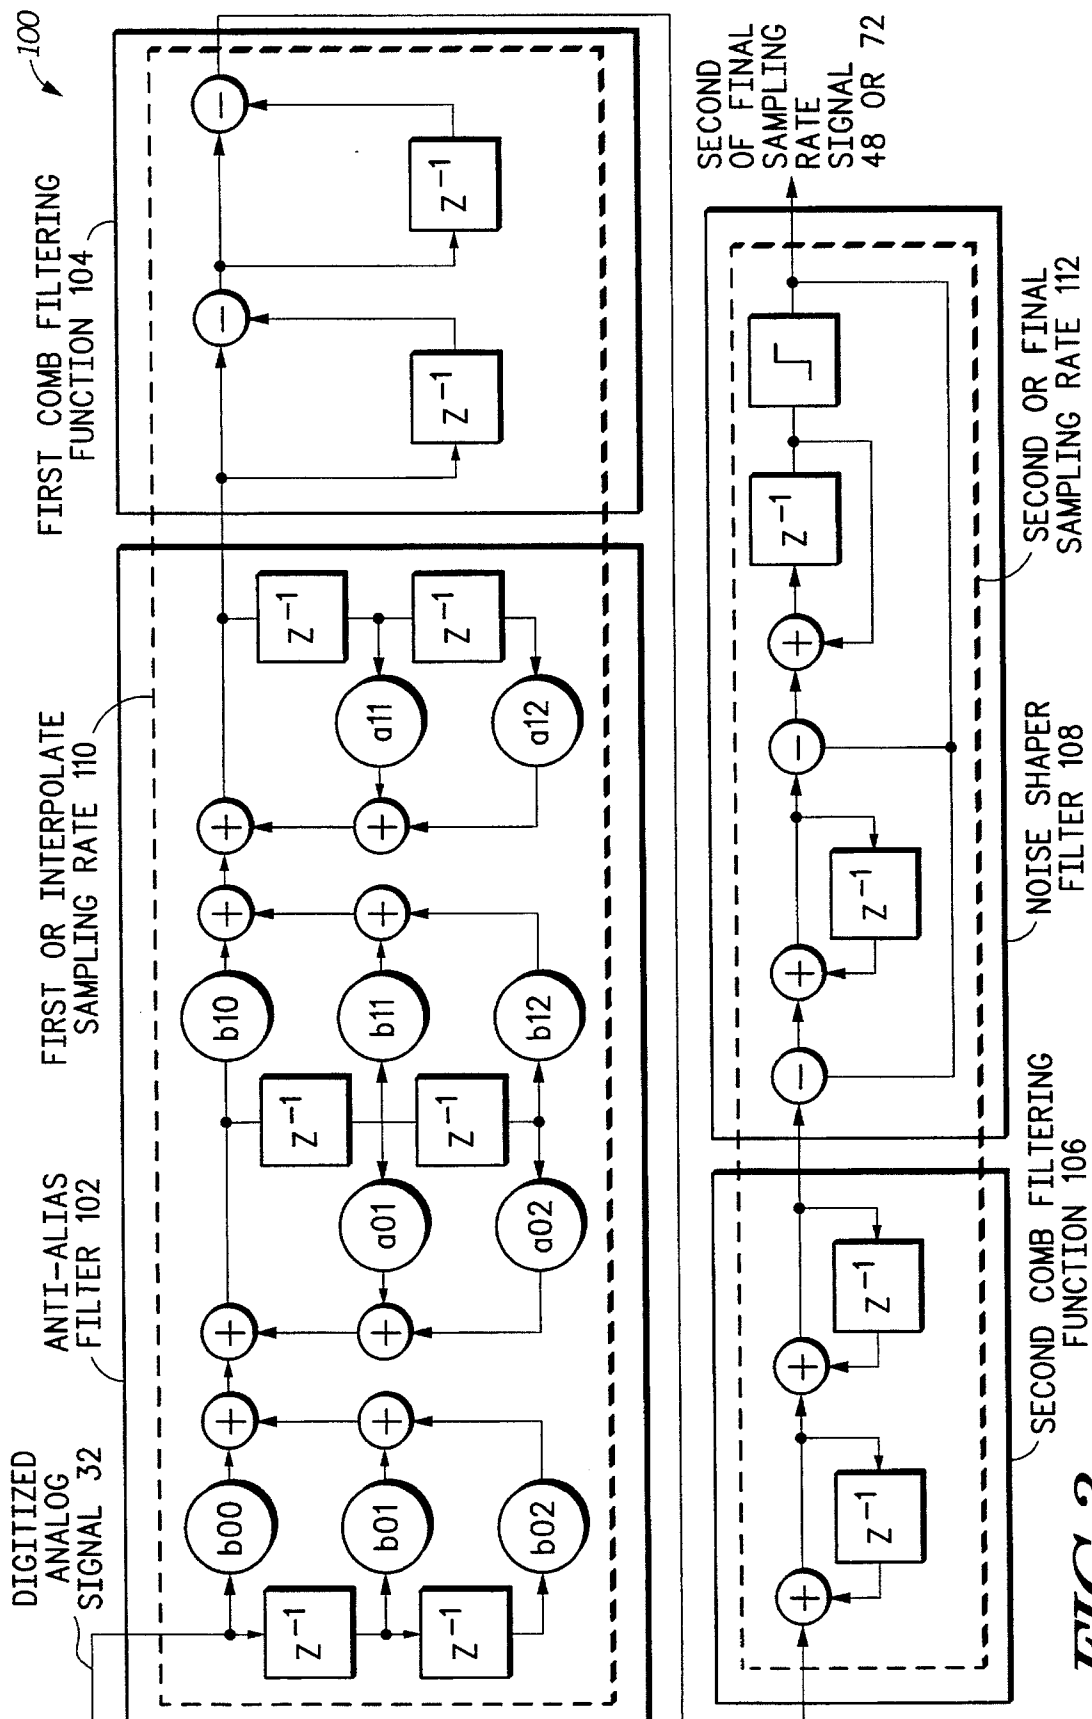 100
DIGITIZED
ANALOG
SIGNAL 32
ANTI-ALIAS
FILTER 102
FIRST OR INTERPOLATE
SAMPLING RATE 110
FIRST COMB FILTERING
FUNCTION 104
b00
b10
Z⁻¹
Z⁻¹
Z⁻¹
b01
a01
b11
a11
Z⁻¹
Z⁻¹
Z⁻¹
b02
a02
b12
a12
Z⁻¹
Z⁻¹
+
+
+
+
+
+
+
+
−
−
SECOND
OF FINAL
SAMPLING
RATE
SIGNAL
48 OR 72
+
+
−
+
−
+
Z⁻¹
Z⁻¹
Z⁻¹
Z⁻¹
SECOND COMB FILTERING
FUNCTION 106
NOISE SHAPER
FILTER 108
SECOND OR FINAL
SAMPLING RATE 112